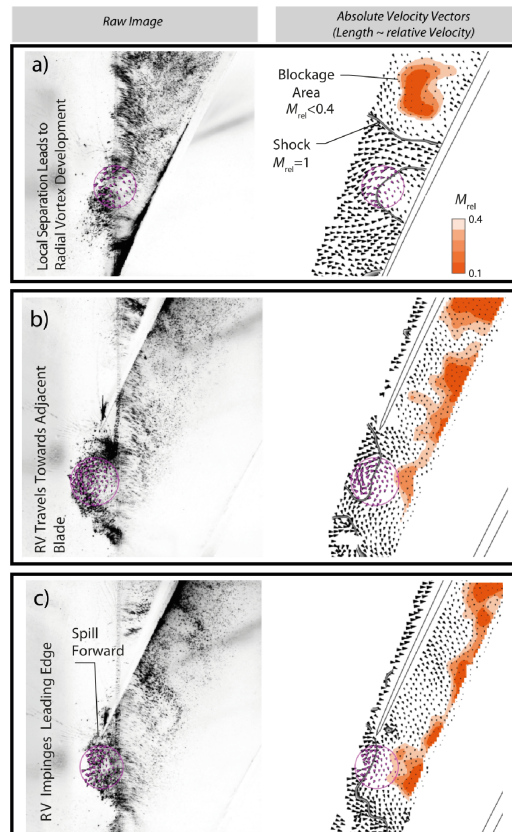 Raw Image
Absolute Velocity Vectors
(Length ~ relative Velocity)
a)
Local Separation Leads to
Radial Vortex Development
Blockage
Area
Mrel<0.4
Shock
Mrel=1
Mrel
0.4
0.1
b)
RV Travels Towards Adjacent
Blade
c)
RV Impinges Leading Edge
Spill
Forward